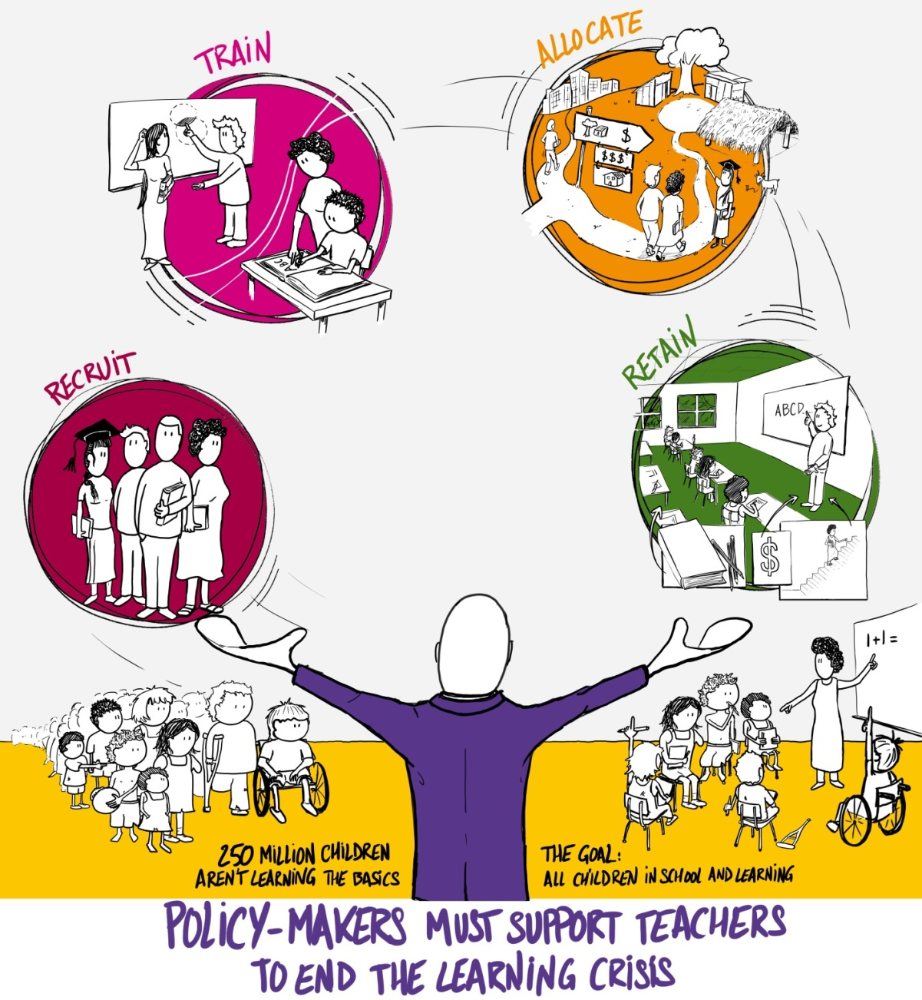 TRAIN
ALLOCATE
$
$$$
RETAIN
ABCD
RECRUIT
$
1+1=
250 MILLION CHILDREN
AREN'T LEARNING THE BASICS
THE GOAL:
ALL CHILDREN IN SCHOOL AND LEARNING
POLICY-MAKERS MUST SUPPORT TEACHERS
TO END THE LEARNING CRISIS